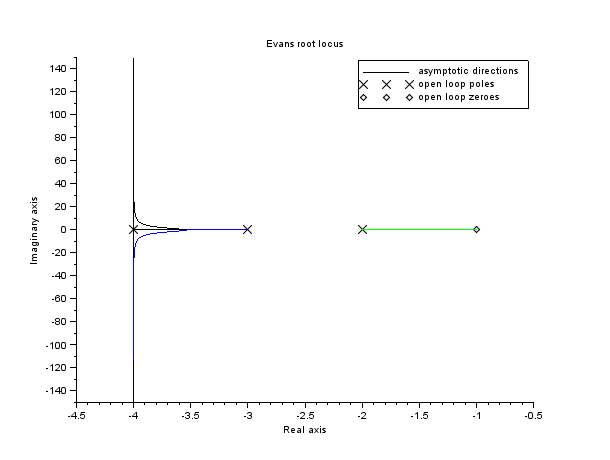 Evans root locus
asymptotic directions
open loop poles
open loop zeroes
Imaginary axis
140
120
100
80
60
40
20
0
-20
-40
-60
-80
-100
-120
-140
-4.5 -4 -3.5 -3 -2.5 -2 -1.5 -1 -0.5
Real axis